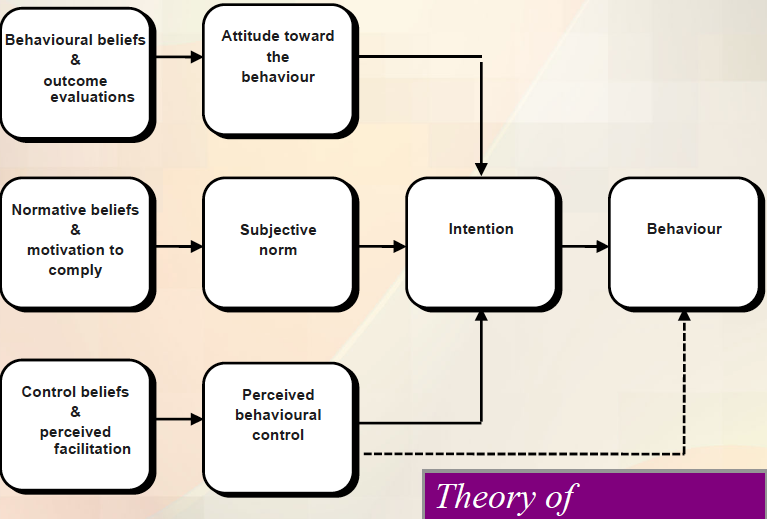 Behavioural beliefs
&
outcome
evaluations
Attitude toward
the
behaviour
Normative beliefs
&
motivation to
comply
Subjective
norm
Intention
Behaviour
Control beliefs
&
perceived
facilitation
Perceived
behavioural
control
Theory of